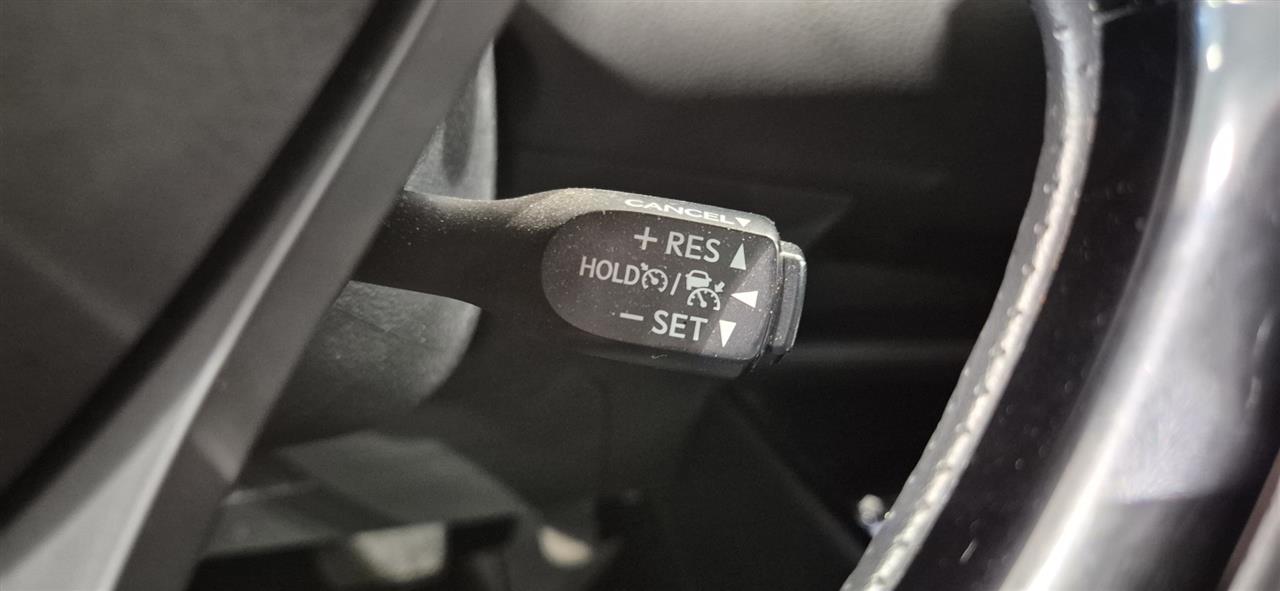 CANCEL▼
+ RES ▲
HOLD / ◀
− SET ▼